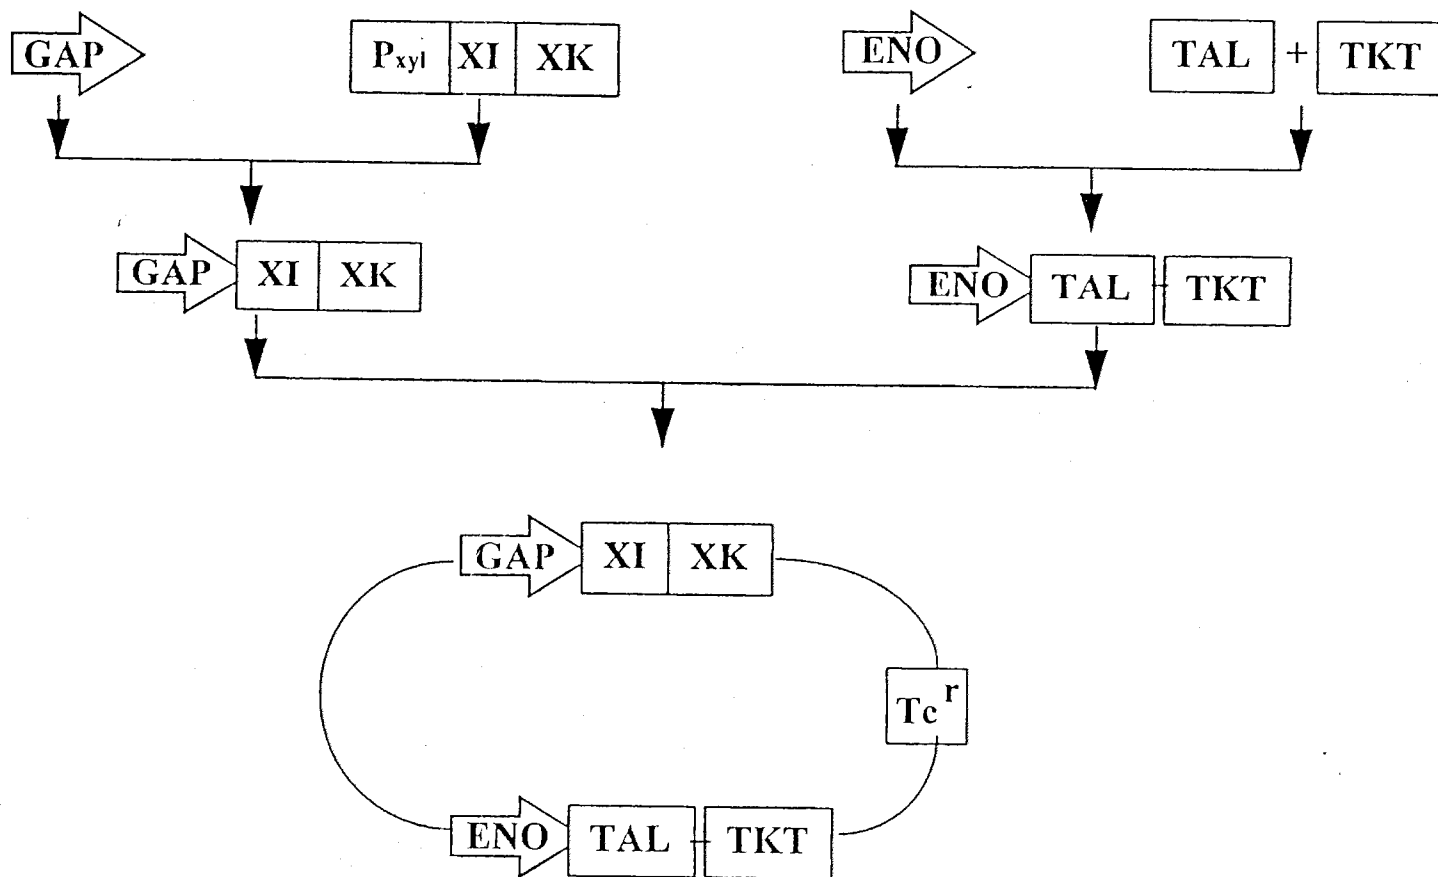 GAP Pxyl XI XK ENO TAL + TKT
GAP XI XK ENO TAL TKT
GAP XI XK
Tc r
ENO TAL TKT